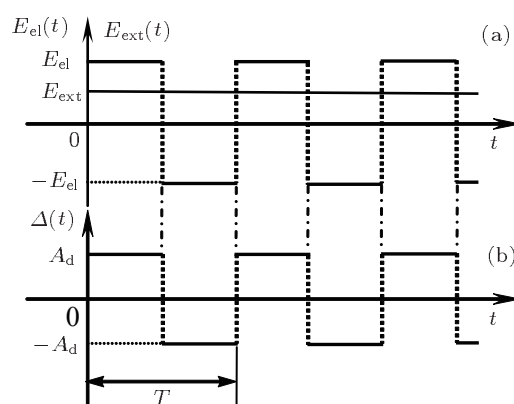 E_el(t) E_ext(t) (a)
E_el
E_ext
0 t
−E_el
Δ(t)
A_d (b)
0 t
−A_d
T